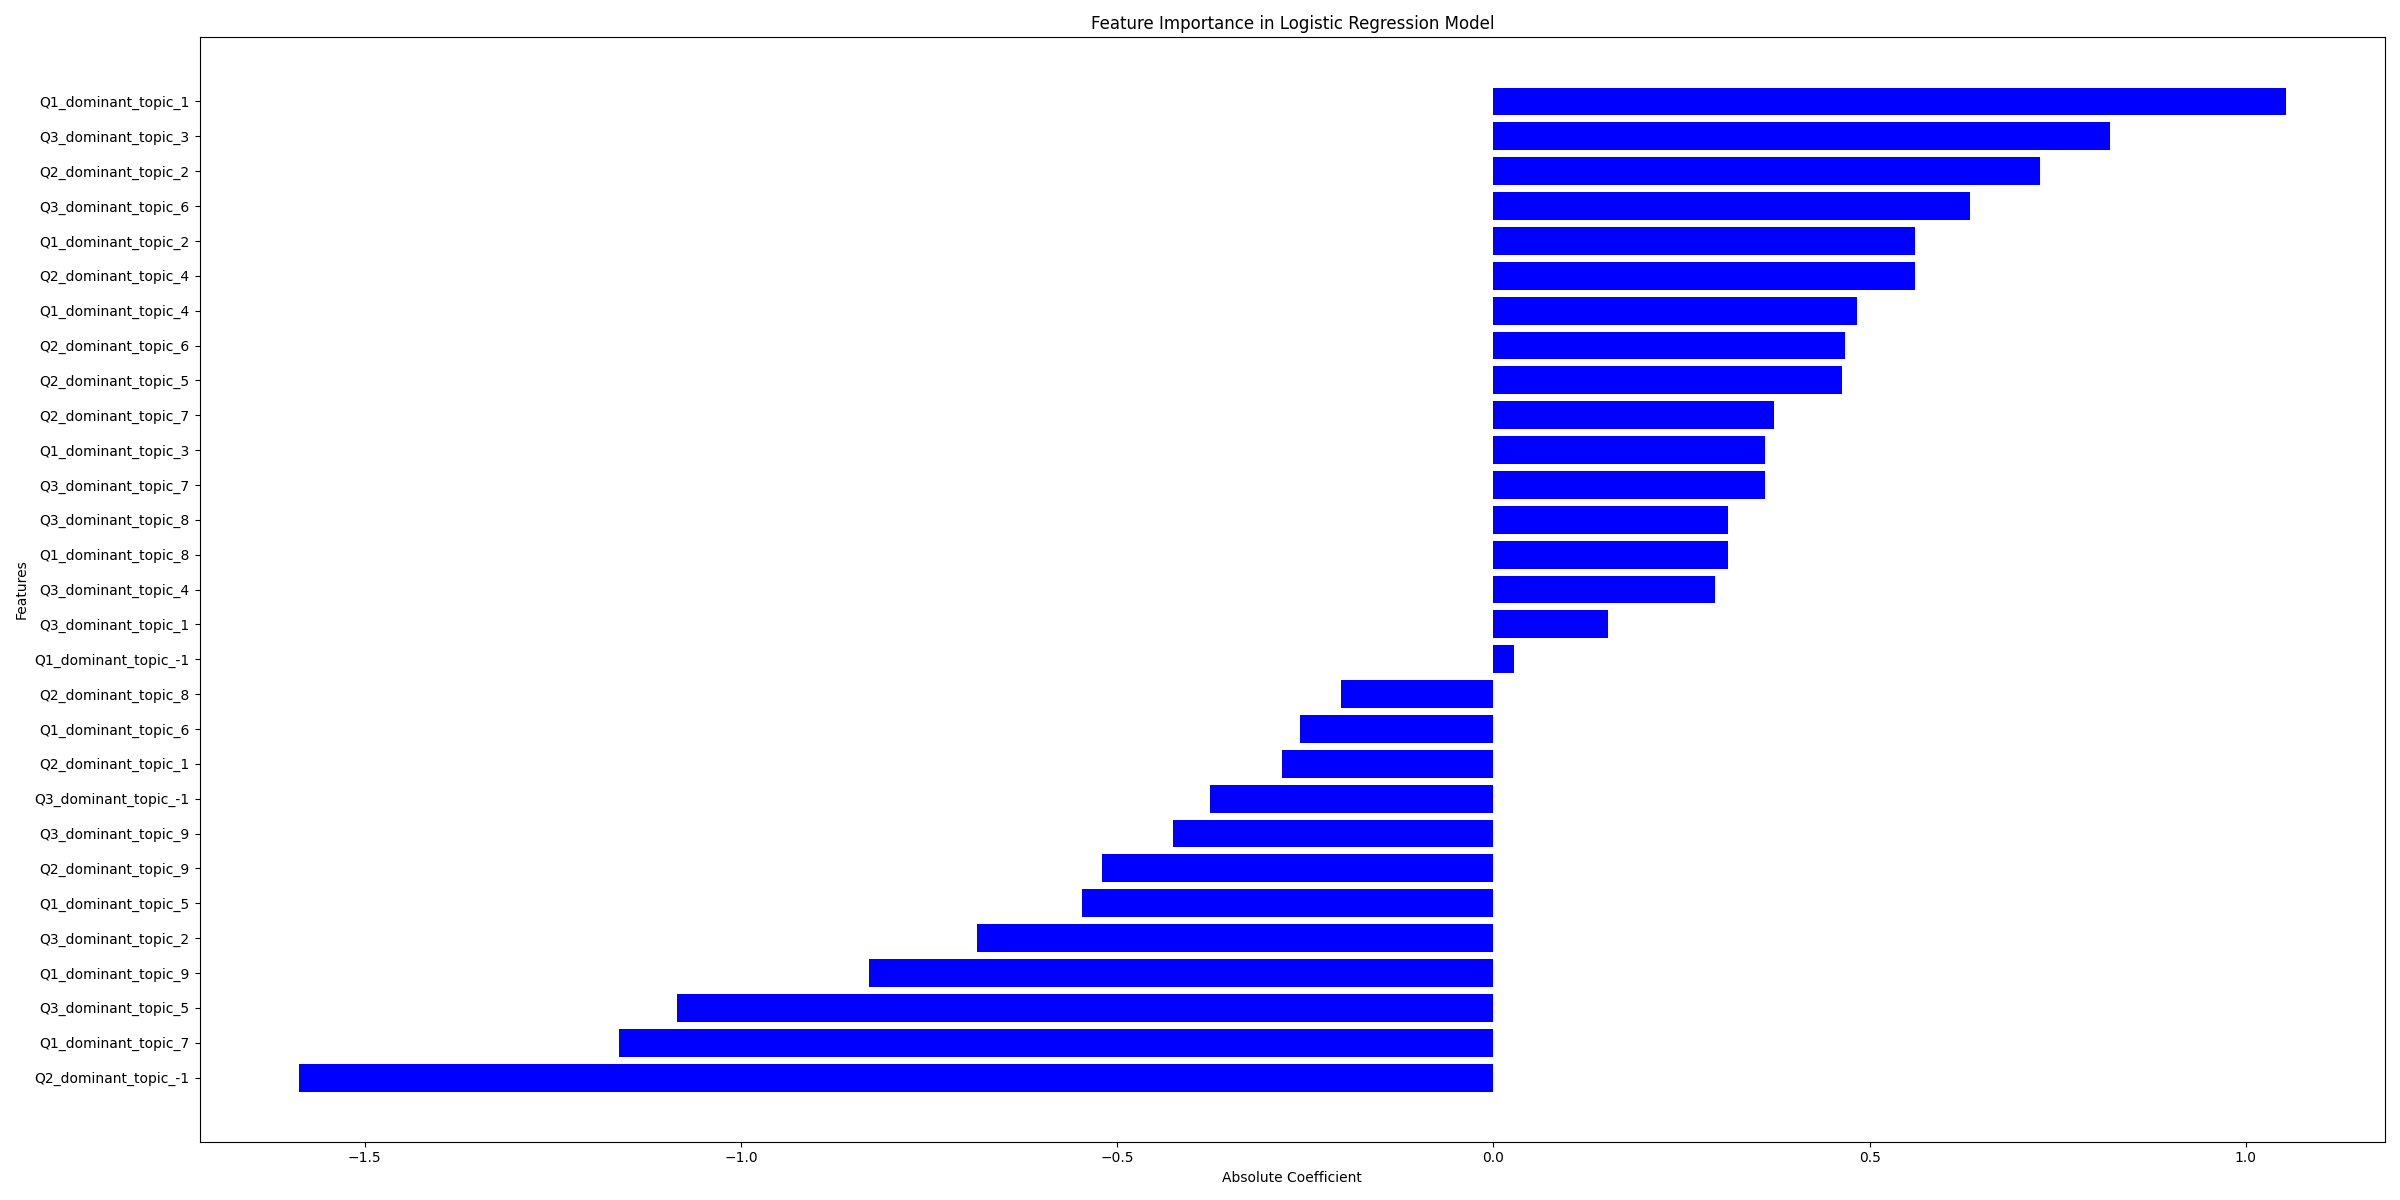 Feature Importance in Logistic Regression Model
Features
Q1_dominant_topic_1
Q3_dominant_topic_3
Q2_dominant_topic_2
Q3_dominant_topic_6
Q1_dominant_topic_2
Q2_dominant_topic_4
Q1_dominant_topic_4
Q2_dominant_topic_6
Q2_dominant_topic_5
Q2_dominant_topic_7
Q1_dominant_topic_3
Q3_dominant_topic_7
Q3_dominant_topic_8
Q1_dominant_topic_8
Q3_dominant_topic_4
Q3_dominant_topic_1
Q1_dominant_topic_-1
Q2_dominant_topic_8
Q1_dominant_topic_6
Q2_dominant_topic_1
Q3_dominant_topic_-1
Q3_dominant_topic_9
Q2_dominant_topic_9
Q1_dominant_topic_5
Q3_dominant_topic_2
Q1_dominant_topic_9
Q3_dominant_topic_5
Q1_dominant_topic_7
Q2_dominant_topic_-1
−1.5 −1.0 −0.5 0.0 0.5 1.0
Absolute Coefficient